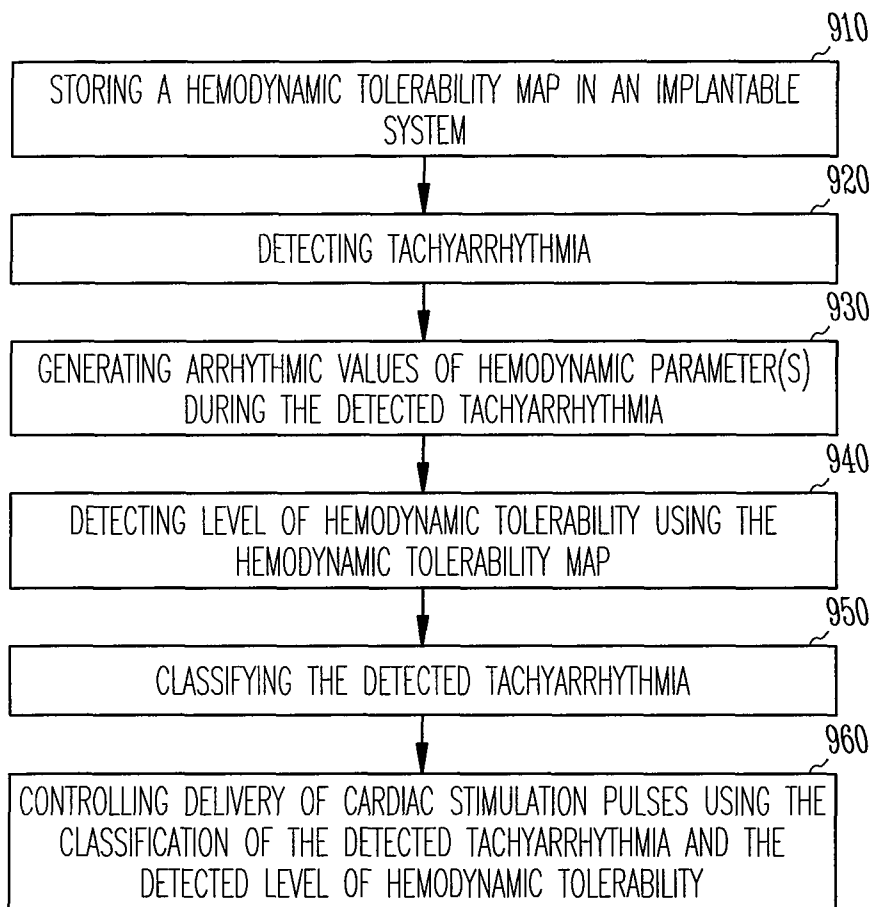 910
STORING A HEMODYNAMIC TOLERABILITY MAP IN AN IMPLANTABLE
SYSTEM
920
DETECTING TACHYARRHYTHMIA
930
GENERATING ARRHYTHMIC VALUES OF HEMODYNAMIC PARAMETER(S)
DURING THE DETECTED TACHYARRHYTHMIA
940
DETECTING LEVEL OF HEMODYNAMIC TOLERABILITY USING THE
HEMODYNAMIC TOLERABILITY MAP
950
CLASSIFYING THE DETECTED TACHYARRHYTHMIA
960
CONTROLLING DELIVERY OF CARDIAC STIMULATION PULSES USING THE
CLASSIFICATION OF THE DETECTED TACHYARRHYTHMIA AND THE
DETECTED LEVEL OF HEMODYNAMIC TOLERABILITY